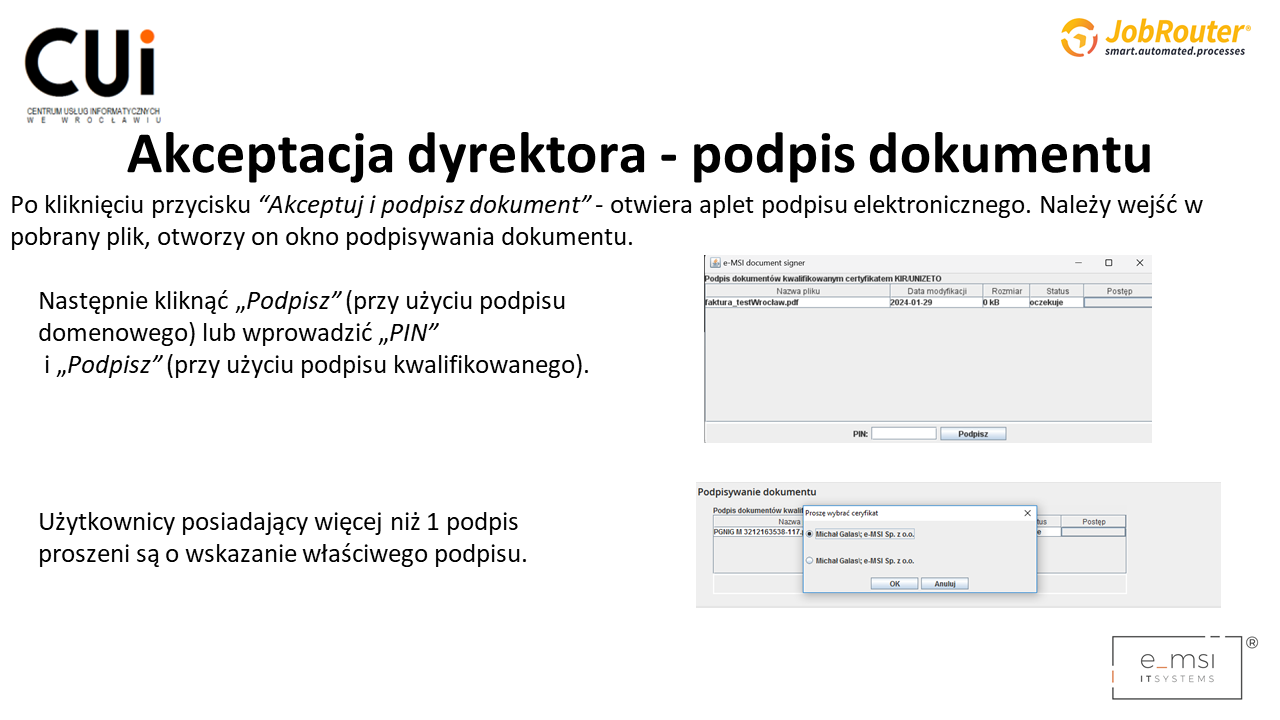 CUi
CENTRUM USŁUG INFORMATYCZNYCH
WE WROCŁAWIU
JobRouter®
smart.automated.processes
Akceptacja dyrektora - podpis dokumentu
Po kliknięciu przycisku “Akceptuj i podpisz dokument” - otwiera aplet podpisu elektronicznego. Należy wejść w
pobrany plik, otworzy on okno podpisywania dokumentu.
Następnie kliknąć „Podpisz” (przy użyciu podpisu
domenowego) lub wprowadzić „PIN”
i „Podpisz” (przy użyciu podpisu kwalifikowanego).
e-MSI document signer
Podpis dokumentów kwalifikowanym certyfikatem KIR/UNIZETO
Nazwa pliku Data modyfikacji Rozmiar Status Postęp
faktura_testWrocław.pdf 2024-01-29 0 kB oczekuje
PIN: Podpisz
Użytkownicy posiadający więcej niż 1 podpis
proszeni są o wskazanie właściwego podpisu.
Podpisywanie dokumentu
Podpis dokumentów kwali
Proszę wybrać ceryfikat
Nazwa tus Postęp
PGNIG M 3212163538-117. e
Michał Galas\; e-MSI Sp. z o.o.
Michał Galas\; e-MSI Sp. z o.o.
OK Anuluj
e_msi ®
ITSYSTEMS